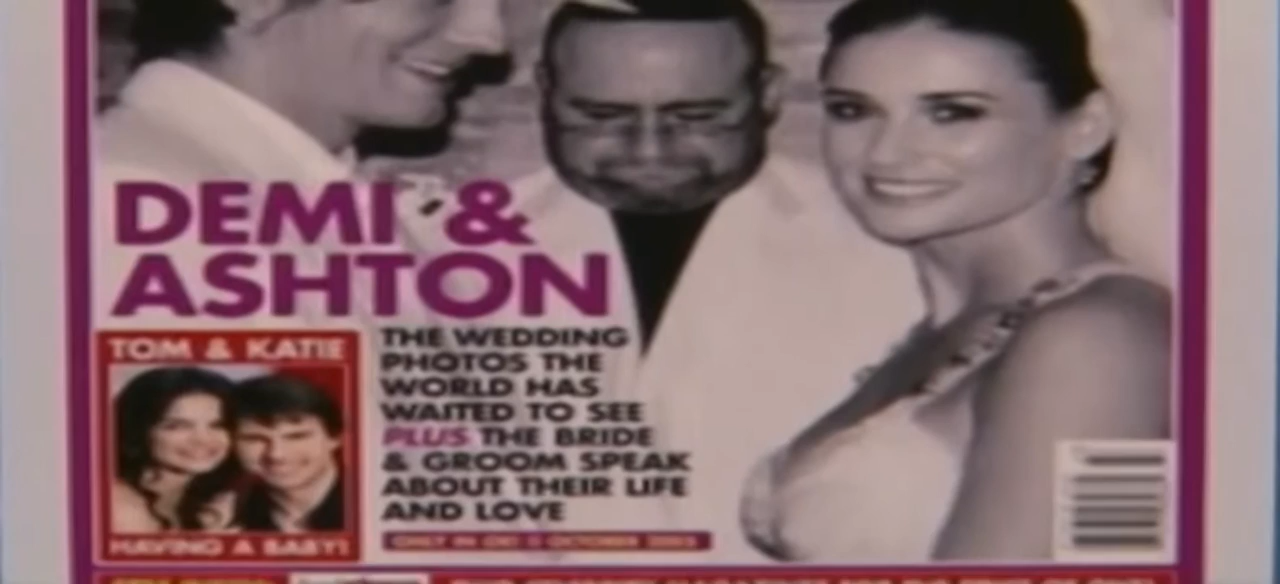 DEMI &
ASHTON
TOM & KATIE
THE WEDDING
PHOTOS THE
WORLD HAS
WAITED TO SEE
PLUS THE BRIDE
& GROOM SPEAK
ABOUT THEIR LIFE
AND LOVE
HAVING A BABY!